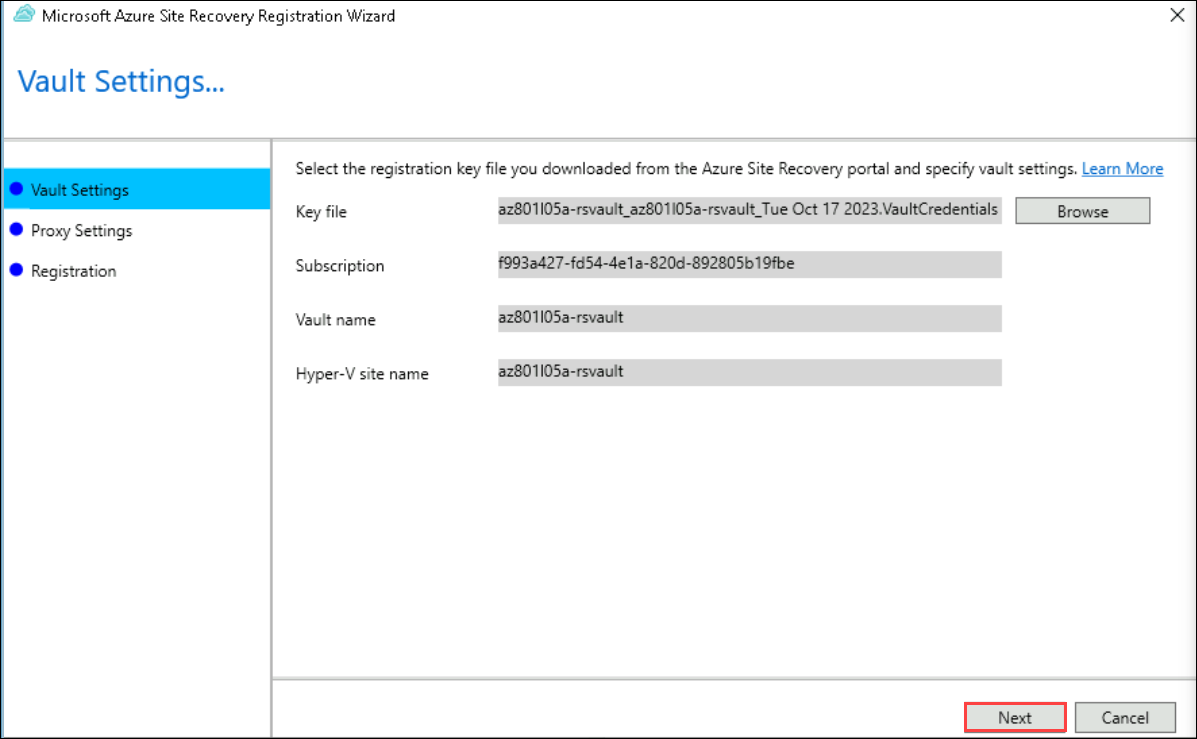 Microsoft Azure Site Recovery Registration Wizard
Vault Settings...
Vault Settings
Proxy Settings
Registration
Select the registration key file you downloaded from the Azure Site Recovery portal and specify vault settings. Learn More
Key file
az801l05a-rsvault_az801l05a-rsvault_Tue Oct 17 2023.VaultCredentials
Browse
Subscription
f993a427-fd54-4e1a-820d-892805b19fbe
Vault name
az801l05a-rsvault
Hyper-V site name
az801l05a-rsvault
Next
Cancel